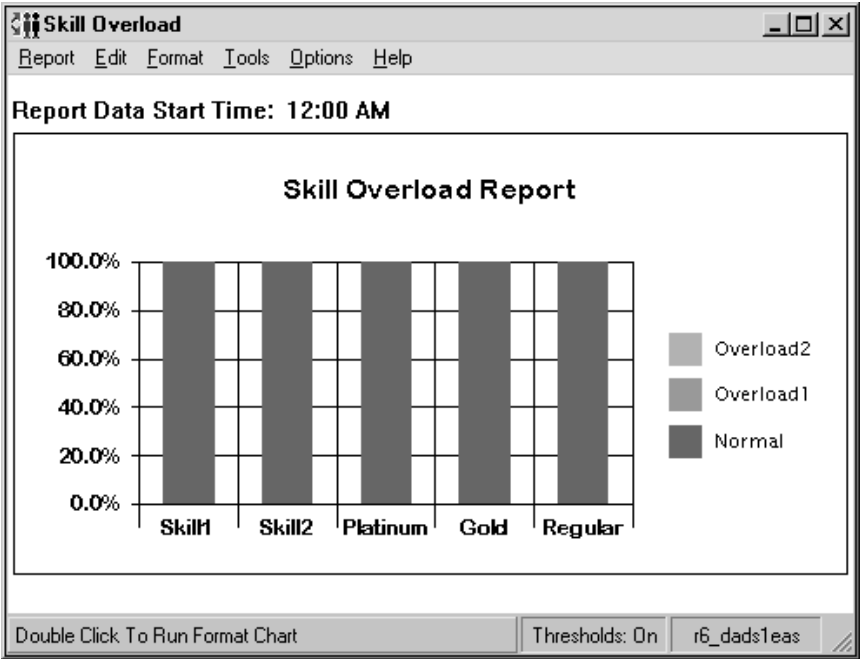 Skill Overload
Report Edit Format Tools Options Help
Report Data Start Time: 12:00 AM
Skill Overload Report
100.0%
80.0%
60.0%
40.0%
20.0%
0.0%
Skill1 Skill2 Platinum Gold Regular
Overload2
Overload1
Normal
Double Click To Run Format Chart Thresholds: On r6_dads1eas